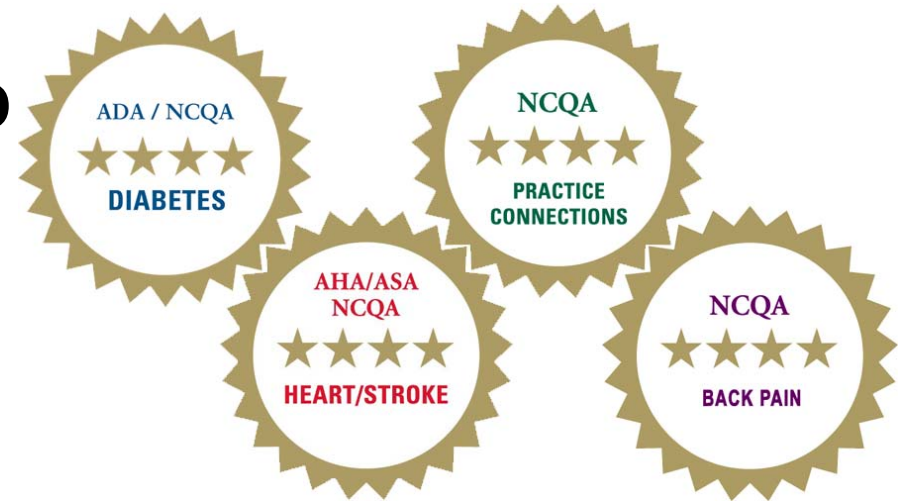 ADA / NCQA
DIABETES
NCQA
PRACTICE
CONNECTIONS
AHA/ASA
NCQA
HEART/STROKE
NCQA
BACK PAIN